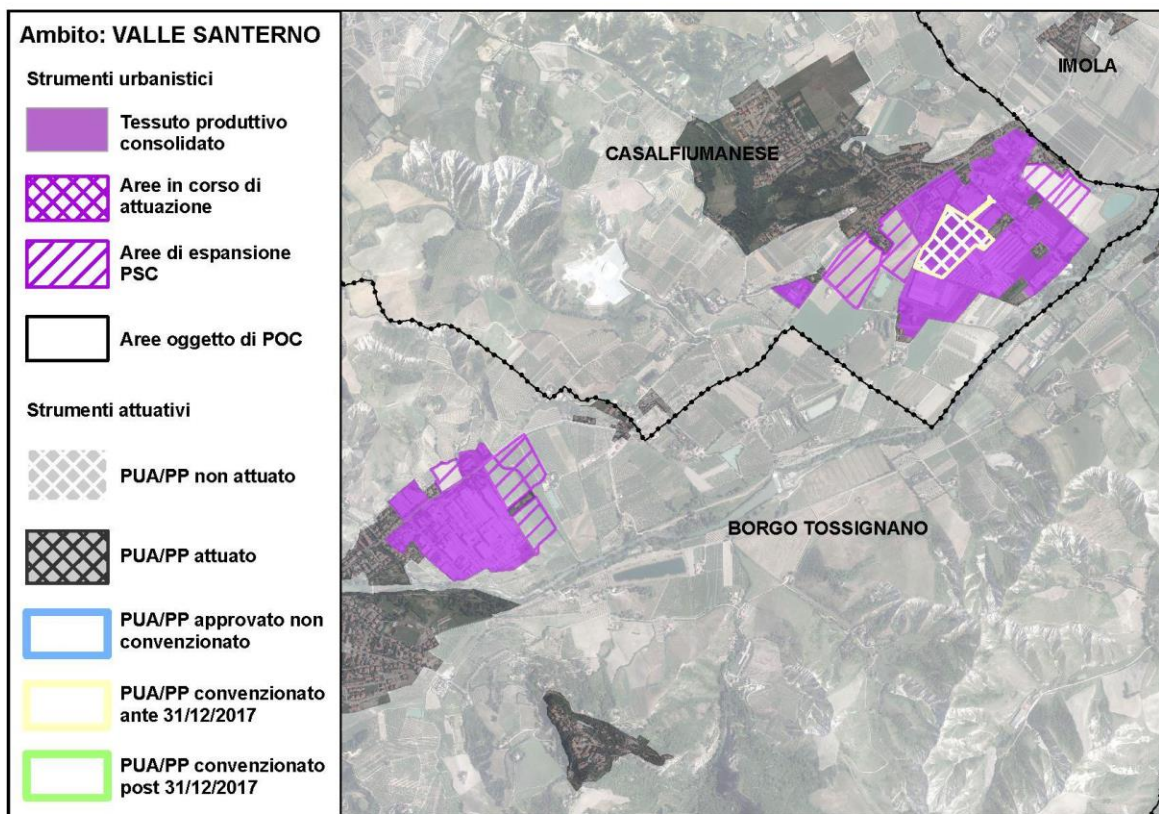 Ambito: VALLE SANTERNO
Strumenti urbanistici
Tessuto produttivo
consolidato
Aree in corso di
attuazione
Aree di espansione
PSC
Aree oggetto di POC
Strumenti attuativi
PUA/PP non attuato
PUA/PP attuato
PUA/PP approvato non
convenzionato
PUA/PP convenzionato
ante 31/12/2017
PUA/PP convenzionato
post 31/12/2017
IMOLA
CASALFIUMANESE
BORGO TOSSIGNANO